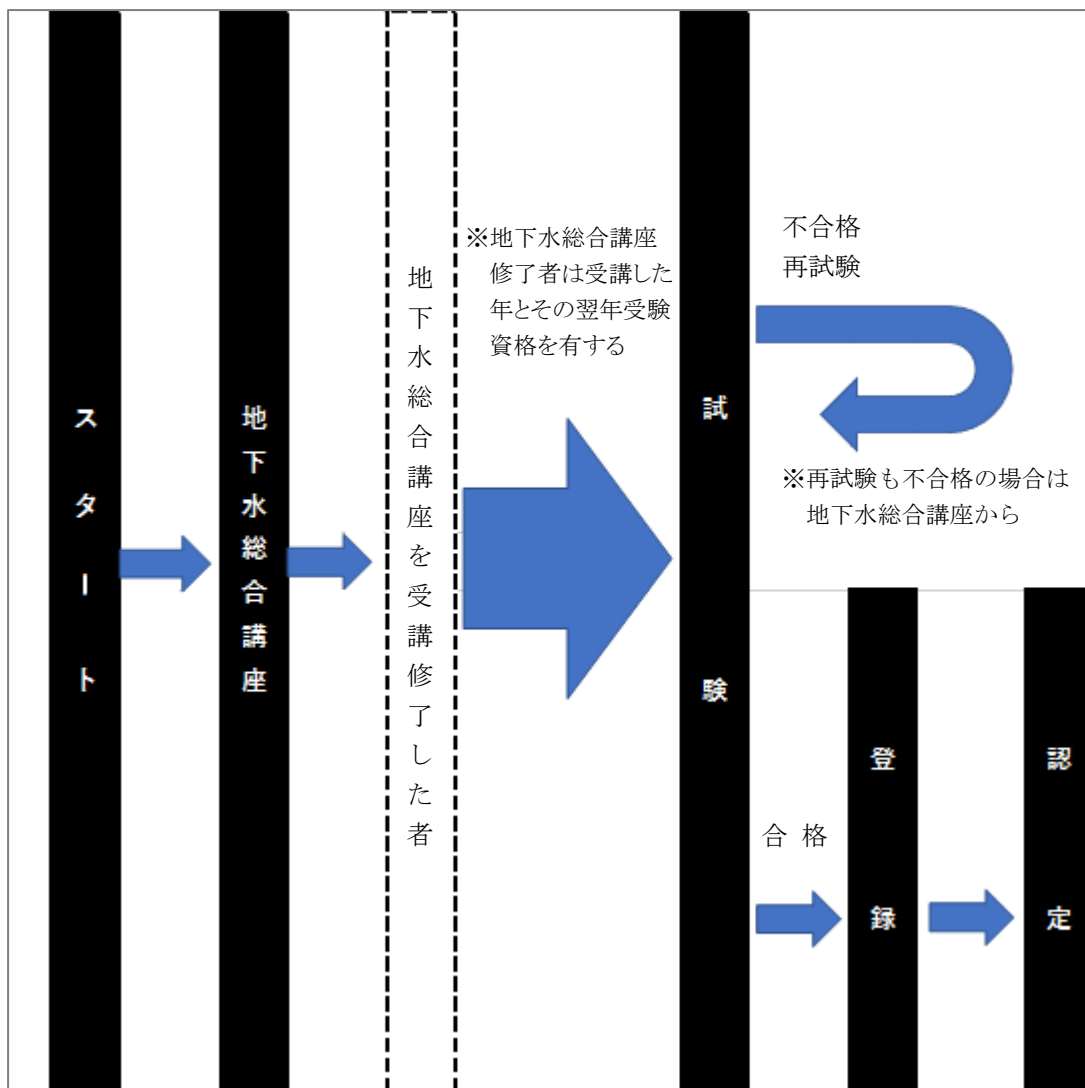 スタート
地下水総合講座
地下水総合講座を受講修了した者
※地下水総合講座
修了者は受講した
年とその翌年受験
資格を有する
試験
不合格
再試験
※再試験も不合格の場合は
地下水総合講座から
合 格
登録
認定